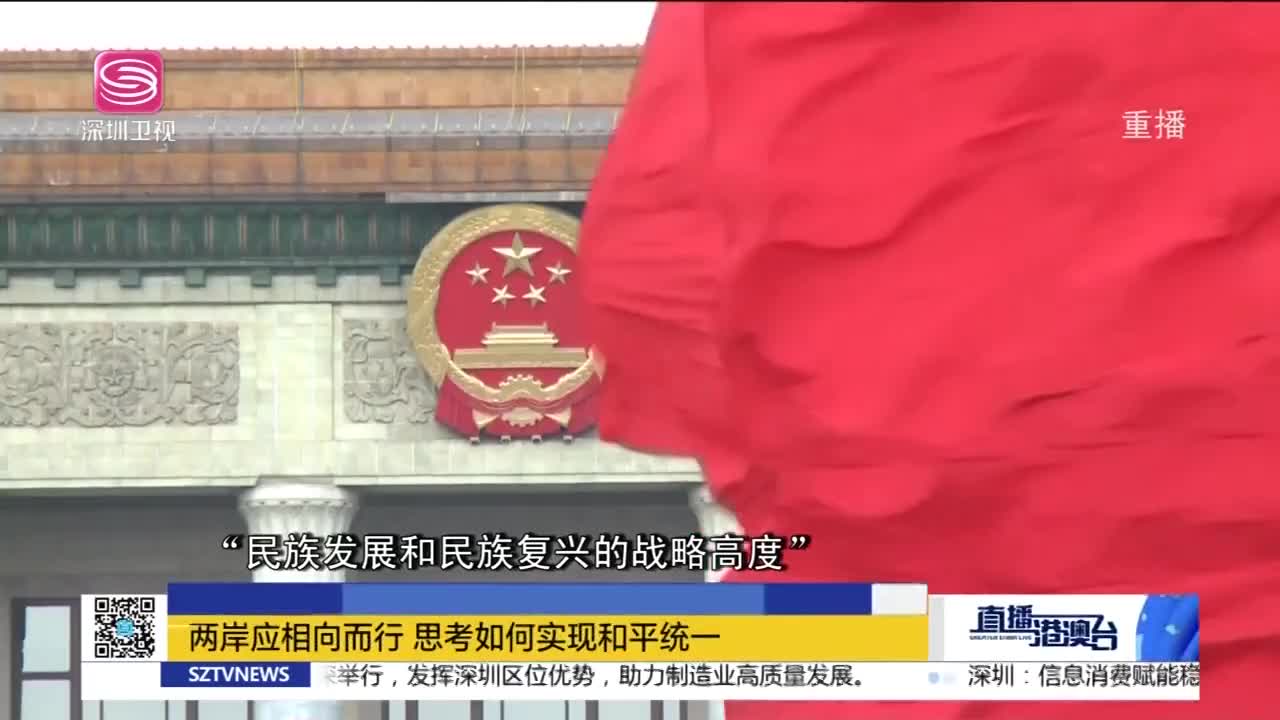 深圳卫视
重播
“民族发展和民族复兴的战略高度”
两岸应相向而行 思考如何实现和平统一
直播港澳台
SZTVNEWS
深举行，发挥深圳区位优势，助力制造业高质量发展。
深圳：信息消费赋能稳